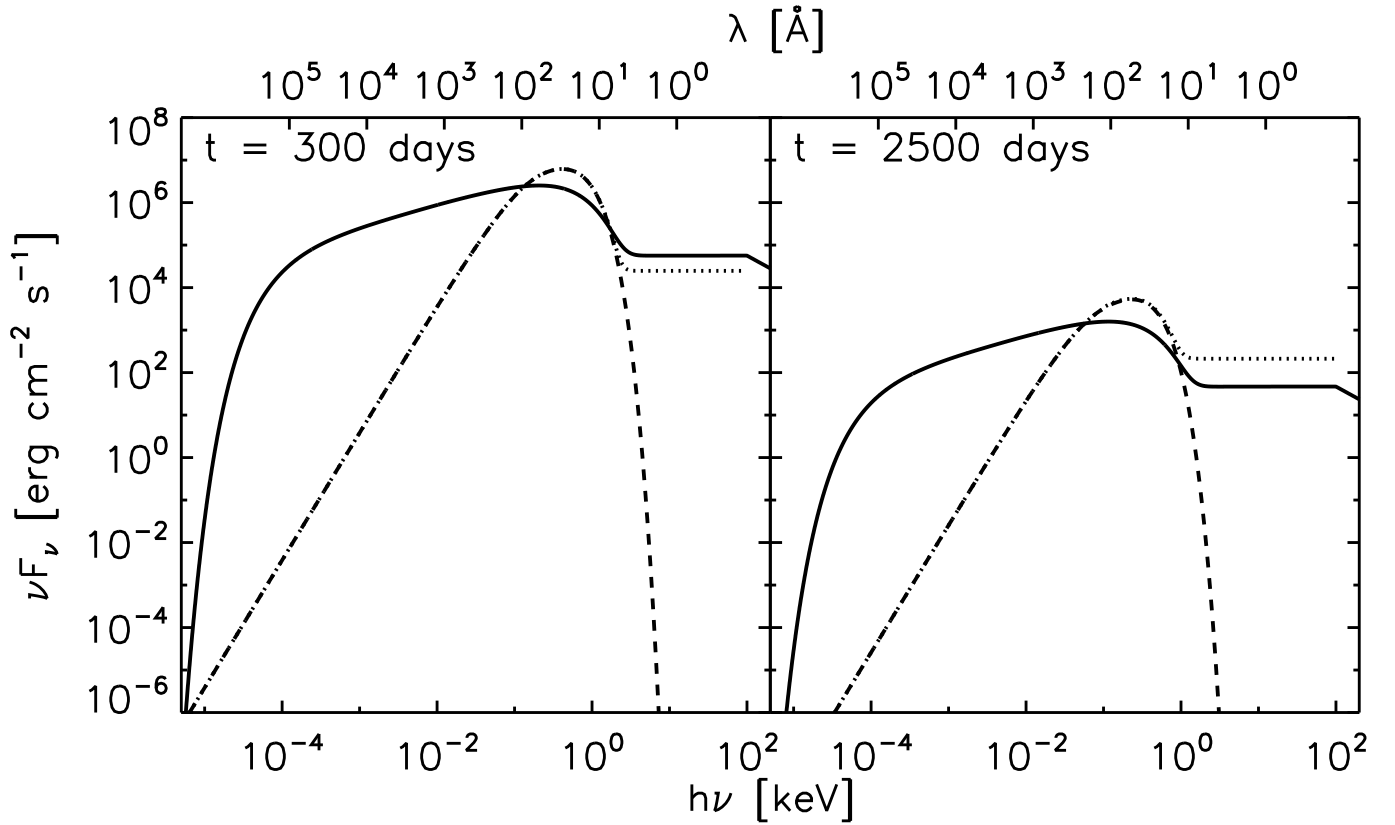 λ [Å]
10⁵ 10⁴ 10³ 10² 10¹ 10⁰ 10⁵ 10⁴ 10³ 10² 10¹ 10⁰
t = 300 days t = 2500 days
10⁸
10⁶
10⁴
10²
10⁰
10⁻²
10⁻⁴
10⁻⁶
νFᵥ [erg cm⁻² s⁻¹]
10⁻⁴ 10⁻² 10⁰ 10² 10⁻⁴ 10⁻² 10⁰ 10²
hν [keV]